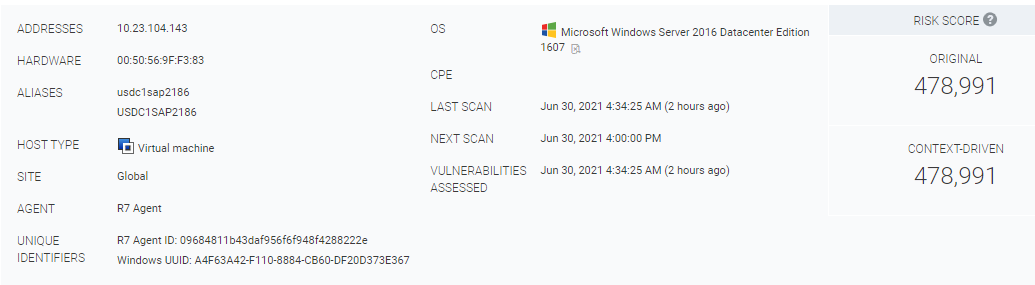 ADDRESSES 10.23.104.143
HARDWARE 00:50:56:9F:F3:83
ALIASES usdc1sap2186
USDC1SAP2186
HOST TYPE Virtual machine
SITE Global
AGENT R7 Agent
UNIQUE IDENTIFIERS R7 Agent ID: 09684811b43daf956f6f948f4288222e
Windows UUID: A4F63A42-F110-8884-CB60-DF20D373E367
OS Microsoft Windows Server 2016 Datacenter Edition
1607
CPE
LAST SCAN Jun 30, 2021 4:34:25 AM (2 hours ago)
NEXT SCAN Jun 30, 2021 4:00:00 PM
VULNERABILITIES ASSESSED Jun 30, 2021 4:34:25 AM (2 hours ago)
RISK SCORE ?
ORIGINAL
478,991
CONTEXT-DRIVEN
478,991